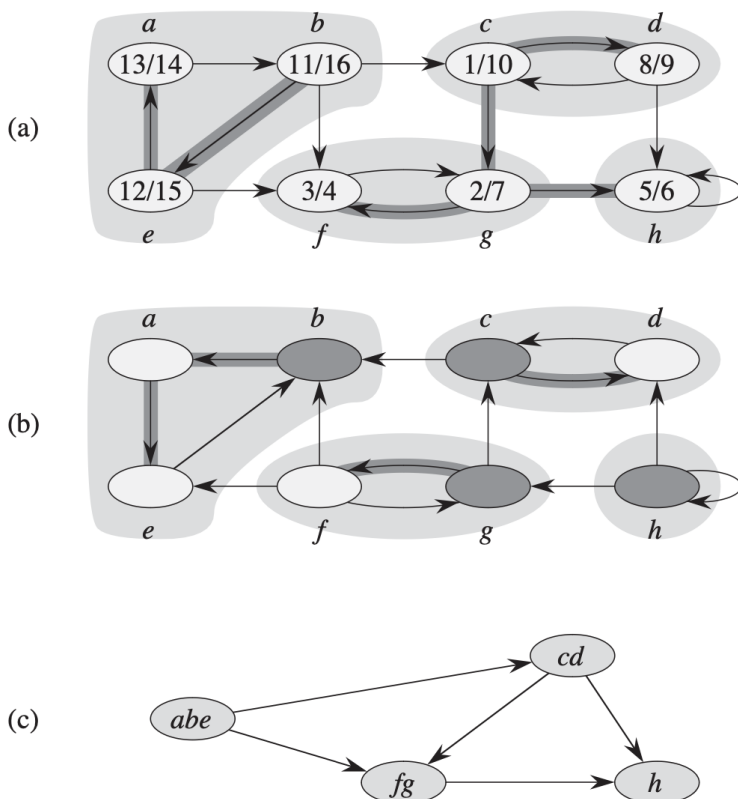 a b c d
13/14 11/16 1/10 8/9
(a)
12/15 3/4 2/7 5/6
e f g h
a b c d
(b)
e f g h
cd
(c) abe
fg h